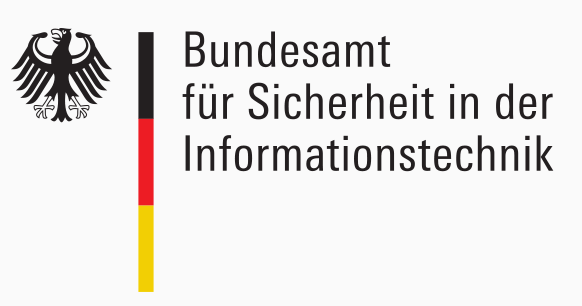 Bundesamt
für Sicherheit in der
Informationstechnik